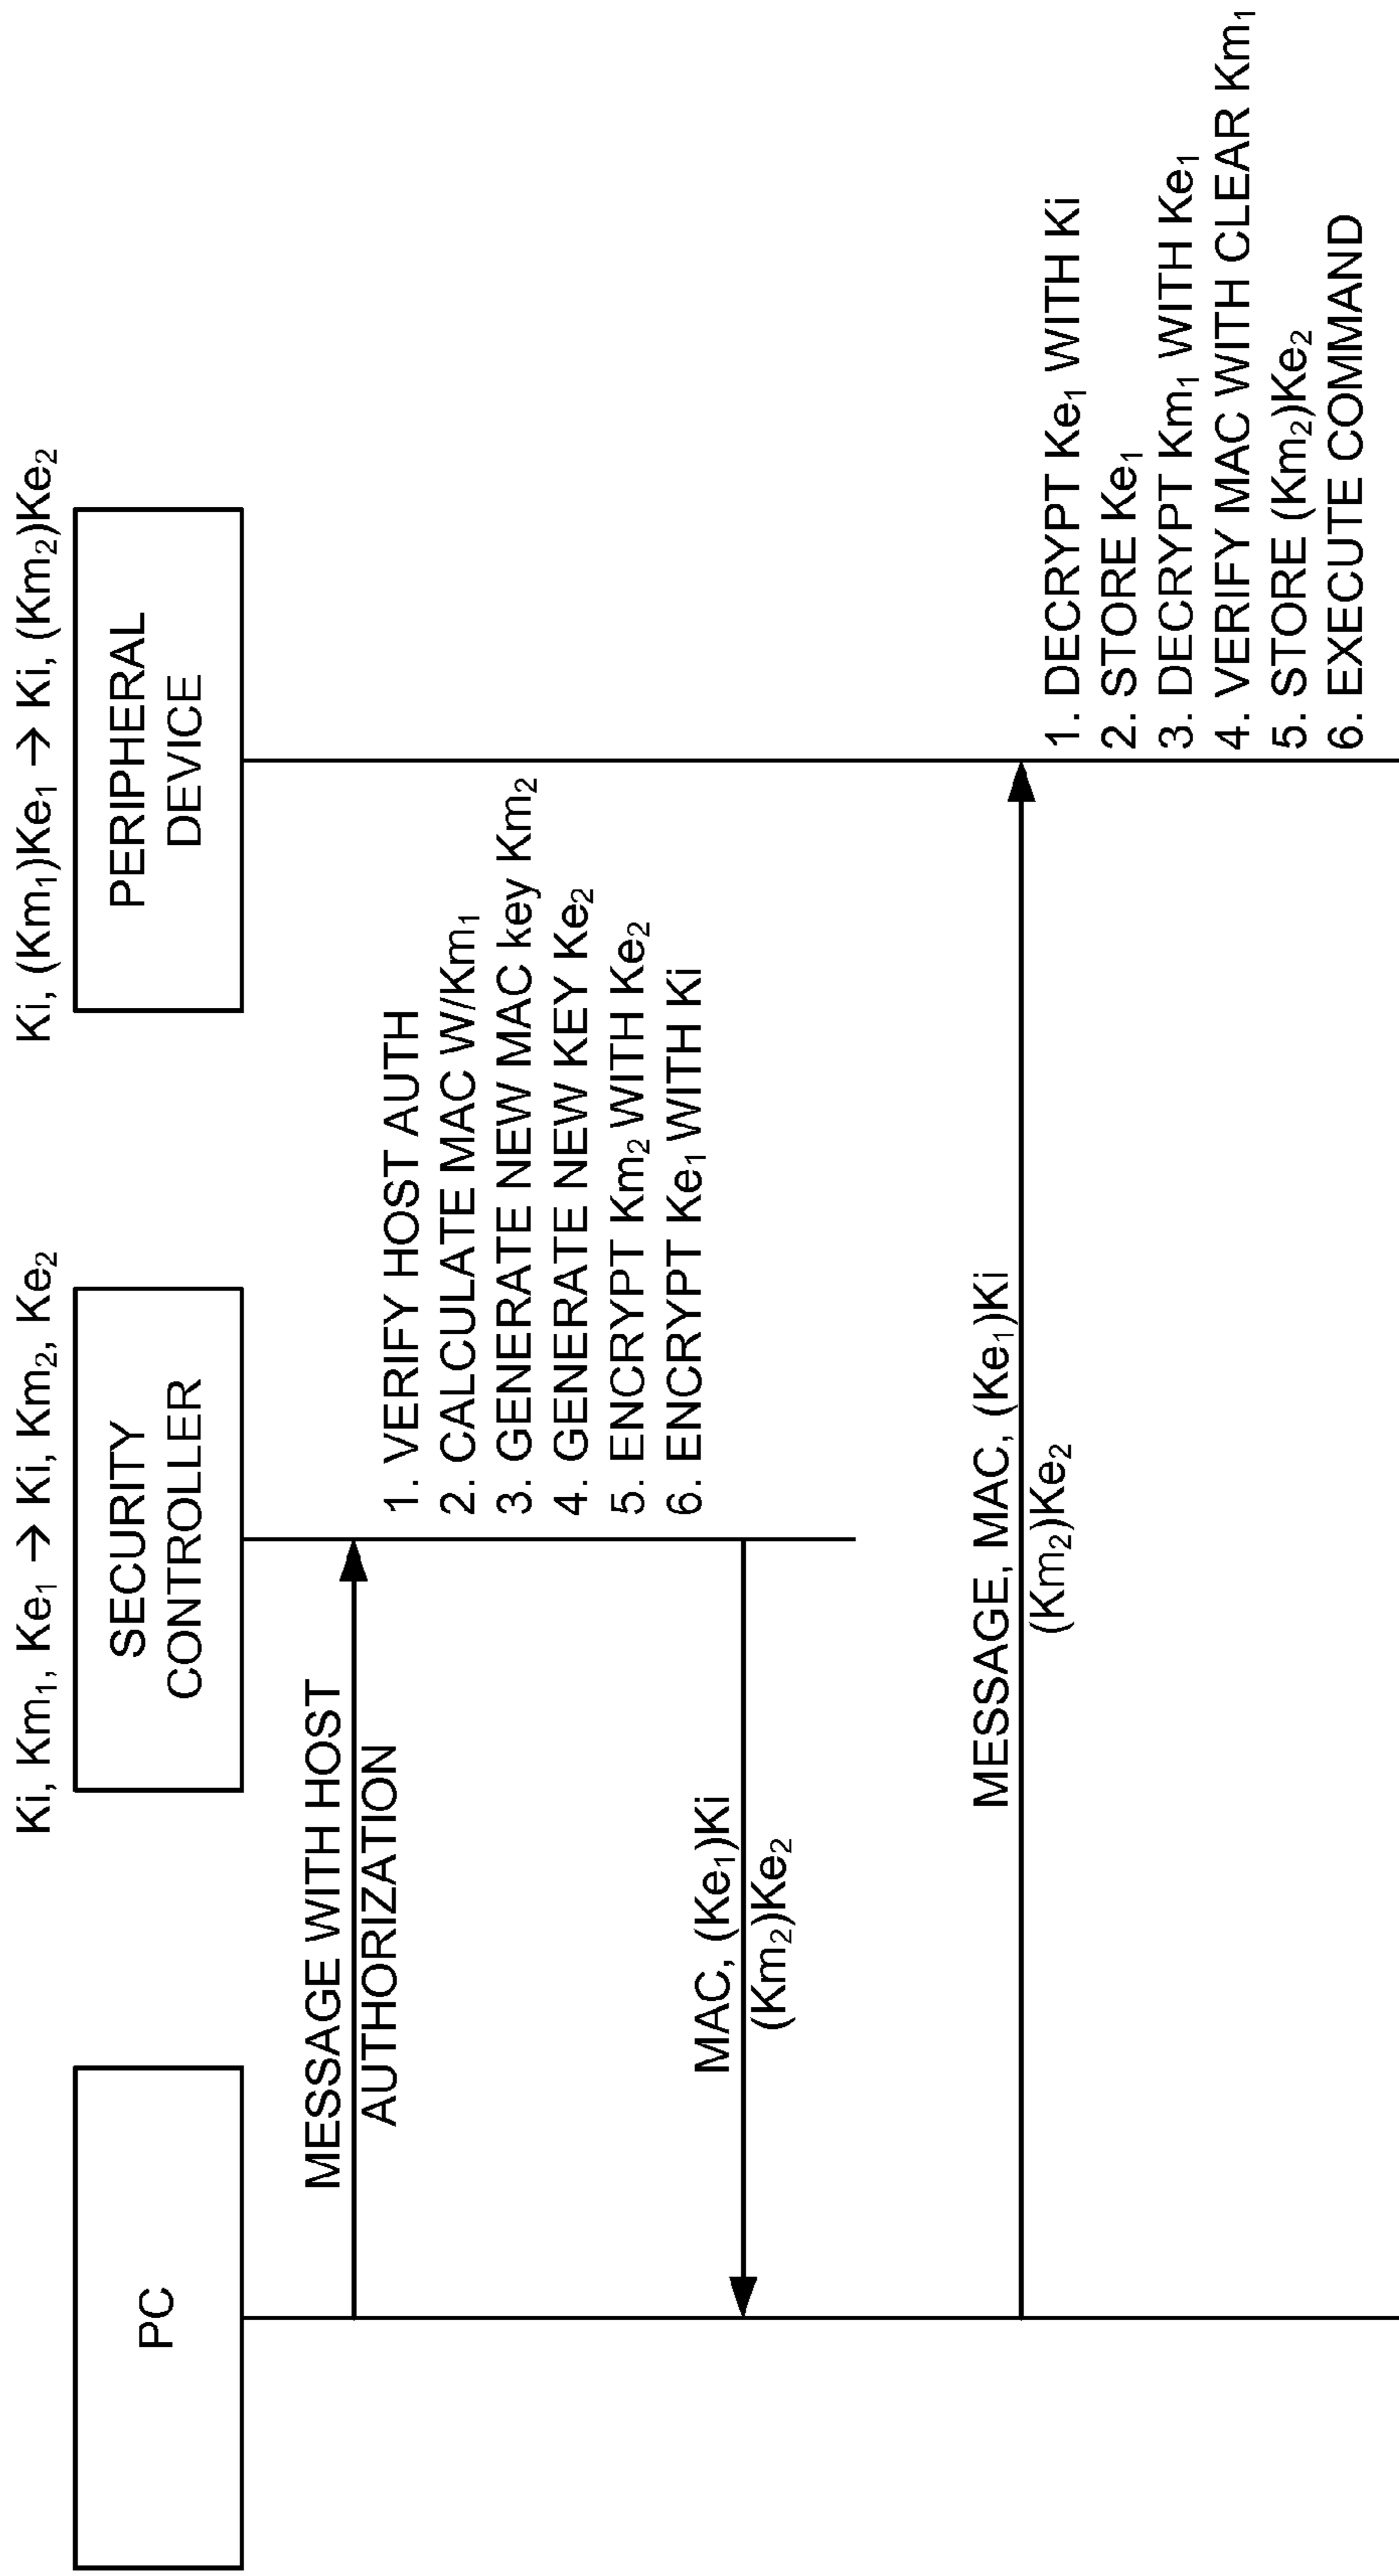 Ki, Km₁, Ke₁ → Ki, Km₂, Ke₂
Ki, (Km₁)Ke₁ → Ki, (Km₂)Ke₂
PC
SECURITY
CONTROLLER
PERIPHERAL
DEVICE
MESSAGE WITH HOST
AUTHORIZATION
1. VERIFY HOST AUTH
2. CALCULATE MAC W/Km₁
3. GENERATE NEW MAC key Km₂
4. GENERATE NEW KEY Ke₂
5. ENCRYPT Km₂ WITH Ke₂
6. ENCRYPT Ke₁ WITH Ki
MAC, (Ke₁)Ki
(Km₂)Ke₂
MESSAGE, MAC, (Ke₁)Ki
(Km₂)Ke₂
1. DECRYPT Ke₁ WITH Ki
2. STORE Ke₁
3. DECRYPT Km₁ WITH Ke₁
4. VERIFY MAC WITH CLEAR Km₁
5. STORE (Km₂)Ke₂
6. EXECUTE COMMAND